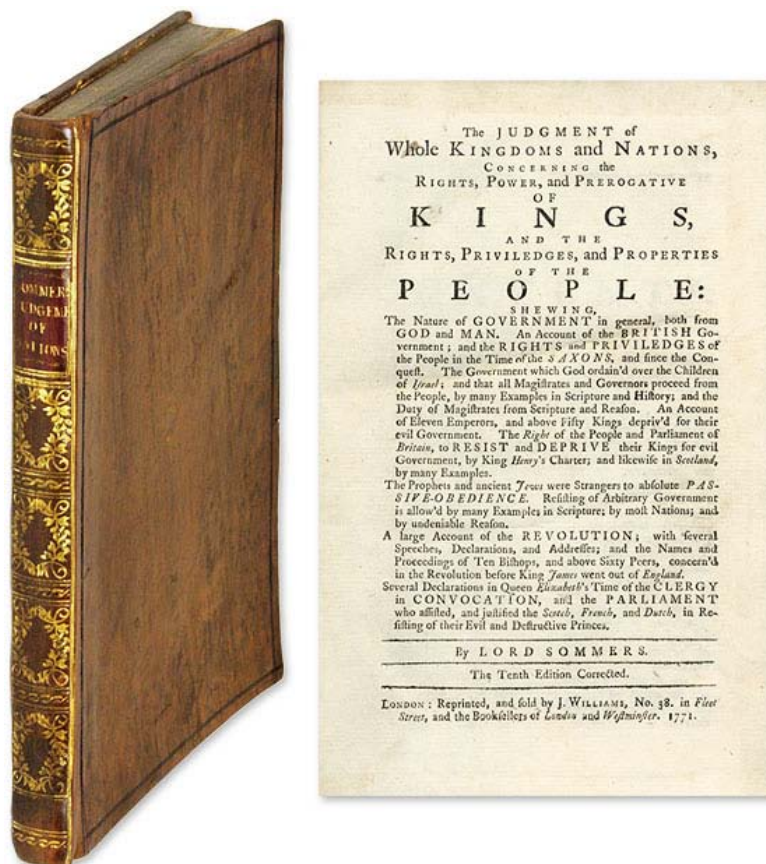 OMMERS
UDGEME
OF
ATIONS
The JUDGMENT of
Whole KINGDOMS and NATIONS,
CONCERNING the
RIGHTS, POWER, and PREROGATIVE
OF
KINGS,
AND THE
RIGHTS, PRIVILEDGES, and PROPERTIES
OF THE
PEOPLE:
SHEWING,
The Nature of GOVERNMENT in general, both from
GOD and MAN. An Account of the BRITISH Go-
vernment; and the RIGHTS and PRIVILEDGES of
the People in the Time of the SAXONS, and ſince the Con-
queſt. The Government which God ordain'd over the Children
of Iſrael; and that all Magiſtrates and Governors proceed from
the People, by many Examples in Scripture and Hiſtory; and the
Duty of Magiſtrates from Scripture and Reaſon. An Account
of Eleven Emperors, and above Fifty Kings depriv'd for their
evil Government. The Right of the People and Parliament of
Britain, to RESIST and DEPRIVE their Kings for evil
Government, by King Henry's Charter; and likewiſe in Scotland,
by many Examples.
The Prophets and ancient Jews were Strangers to abſolute PAS-
SIVE-OBEDIENCE. Reſiſting of Arbitrary Government
is allow'd by many Examples in Scripture; by moſt Nations; and
by undeniable Reaſon.
A large Account of the REVOLUTION; with ſeveral
Speeches, Declarations, and Addreſſes; and the Names and
Proceedings of Ten Biſhops, and above Sixty Peers, concern'd
in the Revolution before King James went out of England.
Several Declarations in Queen Elizabeth's Time of the CLERGY
in CONVOCATION, and the PARLIAMENT
who aſſiſted, and juſtified the Scotch, French, and Dutch, in Re-
ſiſting of their Evil and Deſtructive Princes.
By LORD SOMMERS.
The Tenth Edition Corrected.
LONDON: Reprinted, and ſold by J. WILLIAMS, No. 38. in Fleet
Street, and the Bookſellers of London and Weſtminſter. 1771.